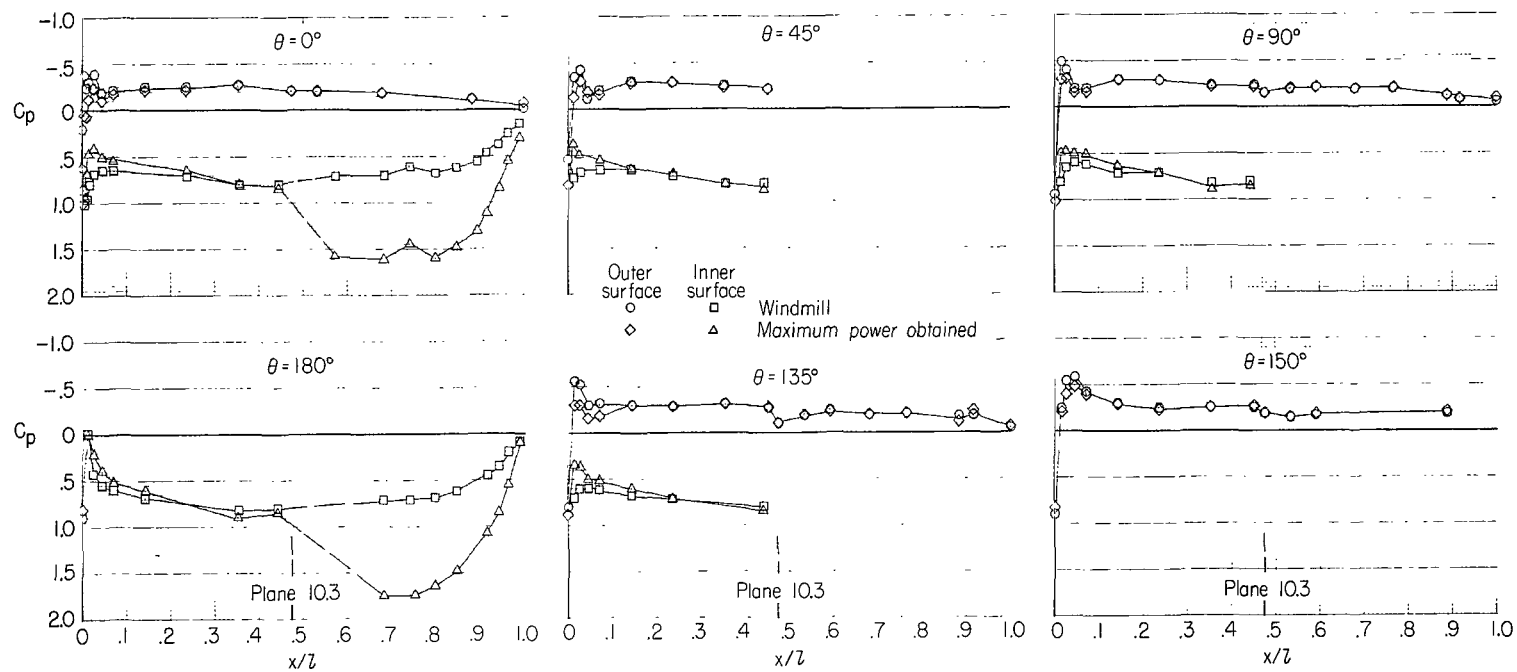 θ = 0°
θ = 45°
θ = 90°
-1.0
-.5
0
.5
1.0
1.5
2.0
Cp
Outer surface
Inner surface
Windmill
Maximum power obtained
θ = 180°
θ = 135°
θ = 150°
-1.0
-.5
0
.5
1.0
1.5
2.0
Cp
Plane 10.3
Plane 10.3
Plane 10.3
0 .1 .2 .3 .4 .5 .6 .7 .8 .9 1.0
0 .1 .2 .3 .4 .5 .6 .7 .8 .9 1.0
0 .1 .2 .3 .4 .5 .6 .7 .8 .9 1.0
x/l
x/l
x/l